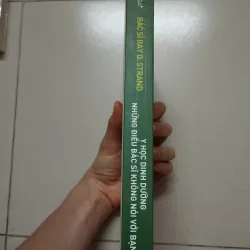 BÁC SĨ RAY D. STRAND
Y HỌC DINH DƯỠNG
NHỮNG ĐIỀU BÁC SĨ KHÔNG NÓI VỚI BẠN